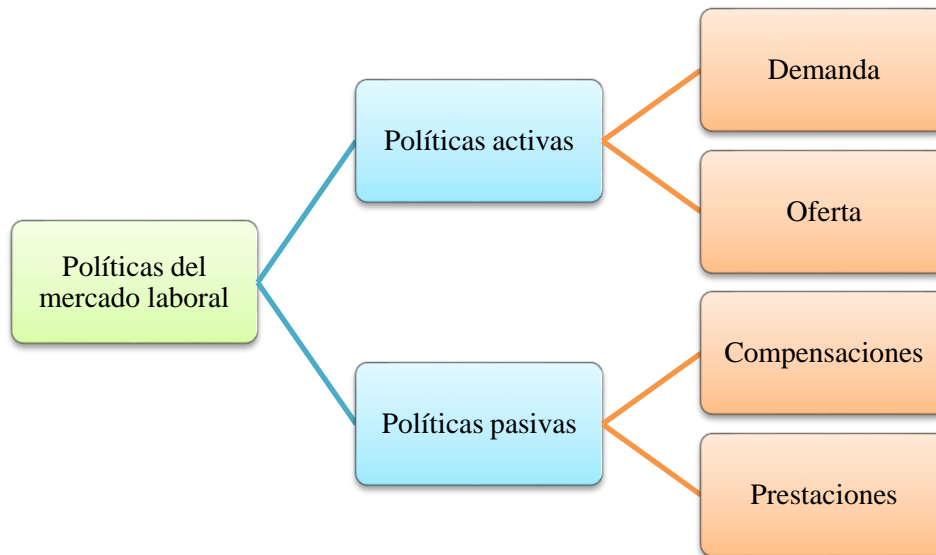 Políticas del
mercado laboral
Políticas activas
Demanda
Oferta
Políticas pasivas
Compensaciones
Prestaciones